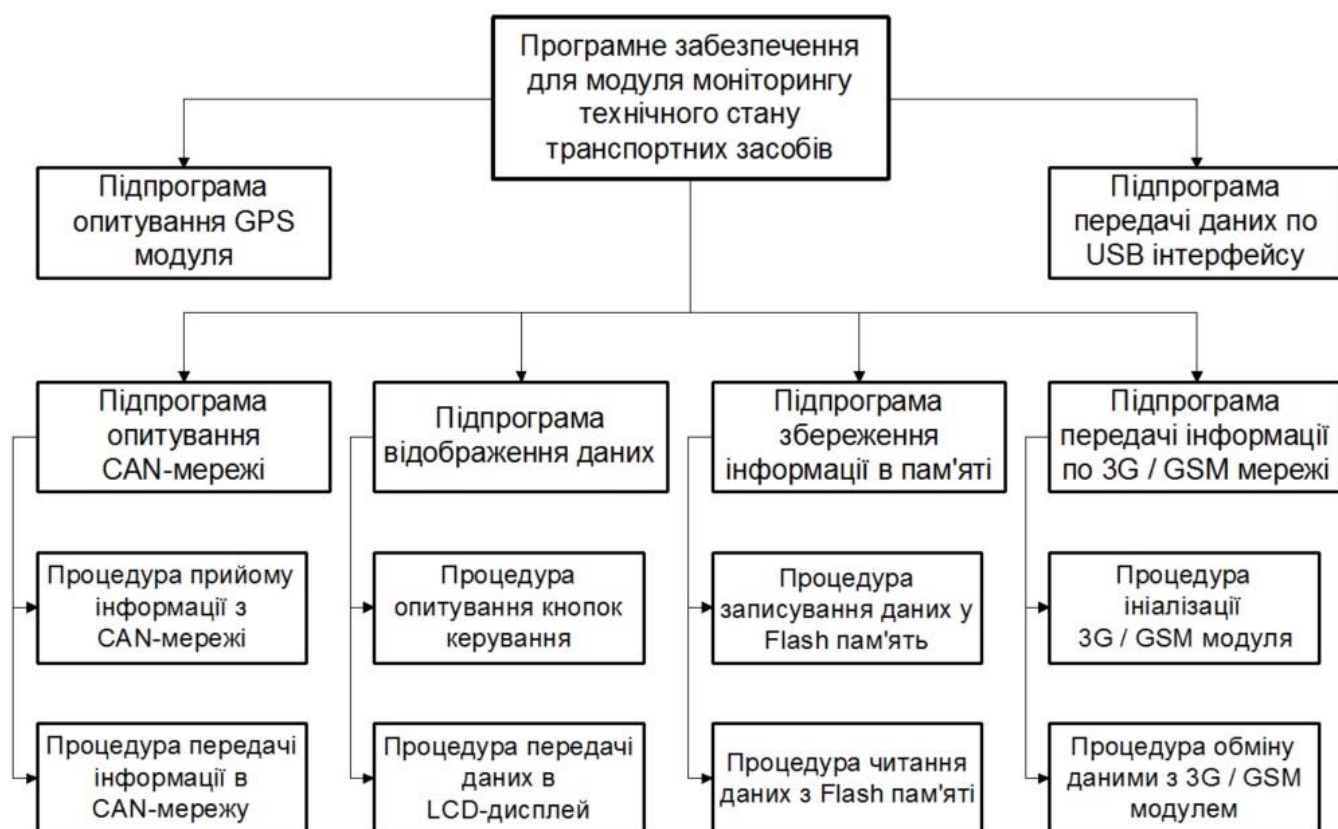 Програмне забезпечення
для модуля моніторингу
технічного стану
транспортних засобів
Підпрограма
опитування GPS
модуля
Підпрограма
передачі даних по
USB інтерфейсу
Підпрограма
опитування
CAN-мережі
Підпрограма
відображення даних
Підпрограма
збереження
інформації в пам'яті
Підпрограма
передачі інформації
по 3G / GSM мережі
Процедура прийому
інформації з
CAN-мережі
Процедура
опитування кнопок
керування
Процедура
записування даних у
Flash пам'ять
Процедура
ініалізації
3G / GSM модуля
Процедура передачі
інформації в
CAN-мережу
Процедура передачі
даних в
LCD-дисплей
Процедура читання
даних з Flash пам'яті
Процедура обміну
даними з 3G / GSM
модулем